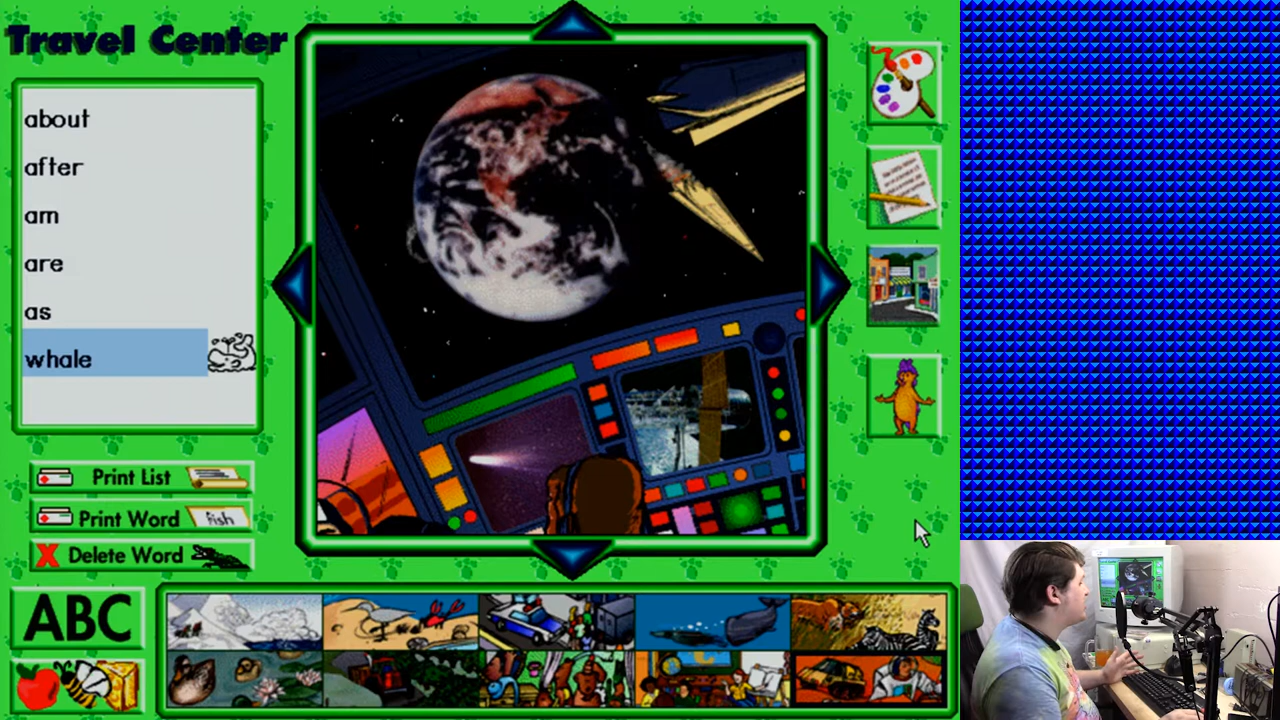 Travel Center
about
after
am
are
as
whale
Print List
Print Word fish
Delete Word
ABC